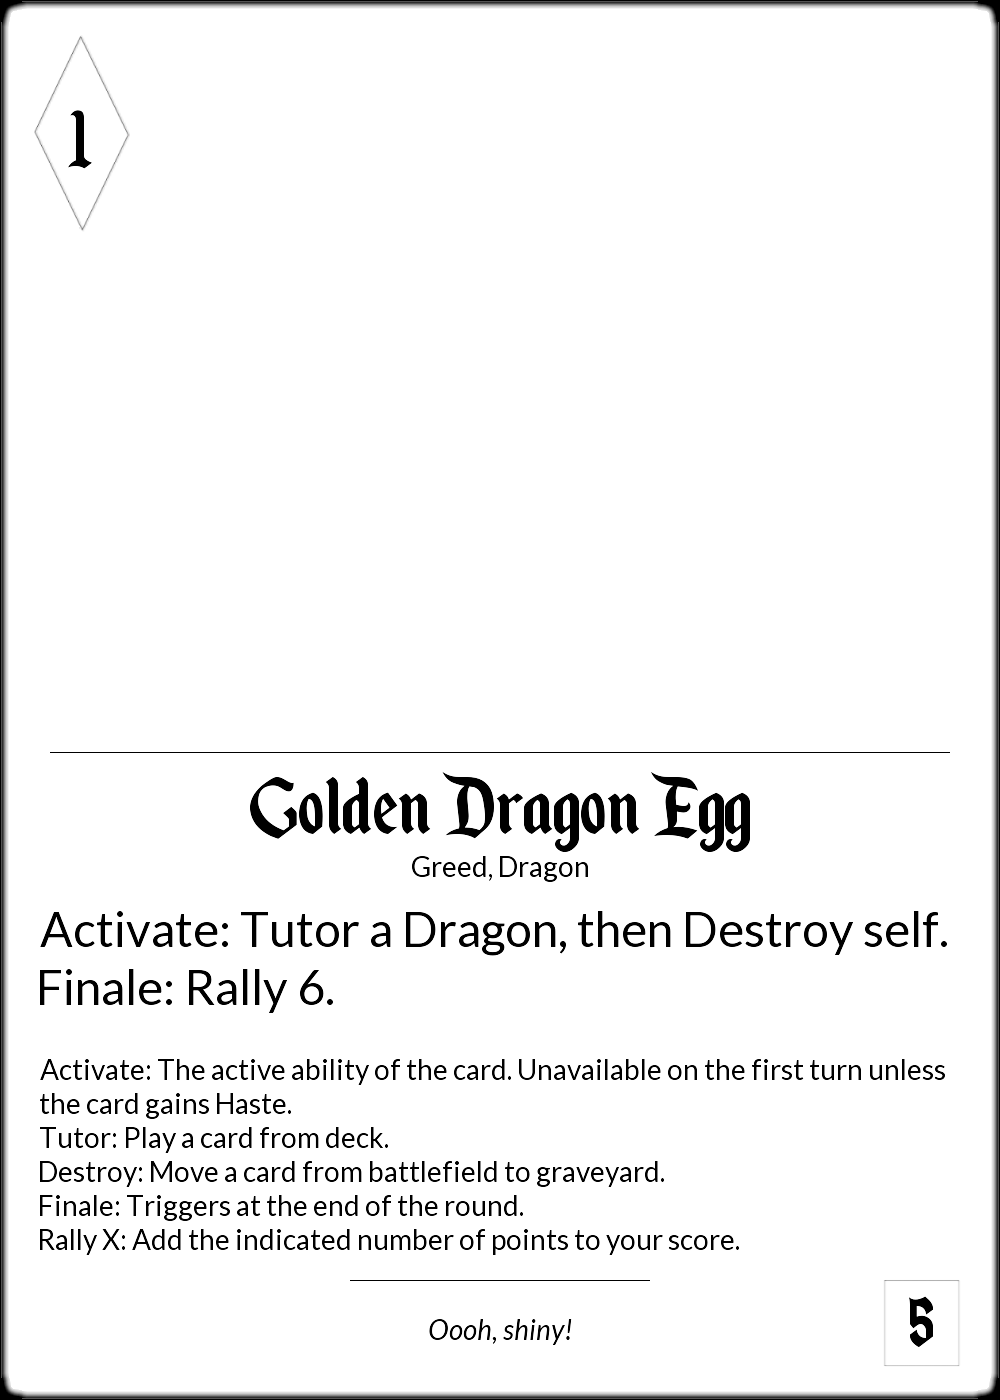 1
Golden Dragon Egg
Greed, Dragon
Activate: Tutor a Dragon, then Destroy self.
Finale: Rally 6.
Activate: The active ability of the card. Unavailable on the first turn unless
the card gains Haste.
Tutor: Play a card from deck.
Destroy: Move a card from battlefield to graveyard.
Finale: Triggers at the end of the round.
Rally X: Add the indicated number of points to your score.
Oooh, shiny!
5